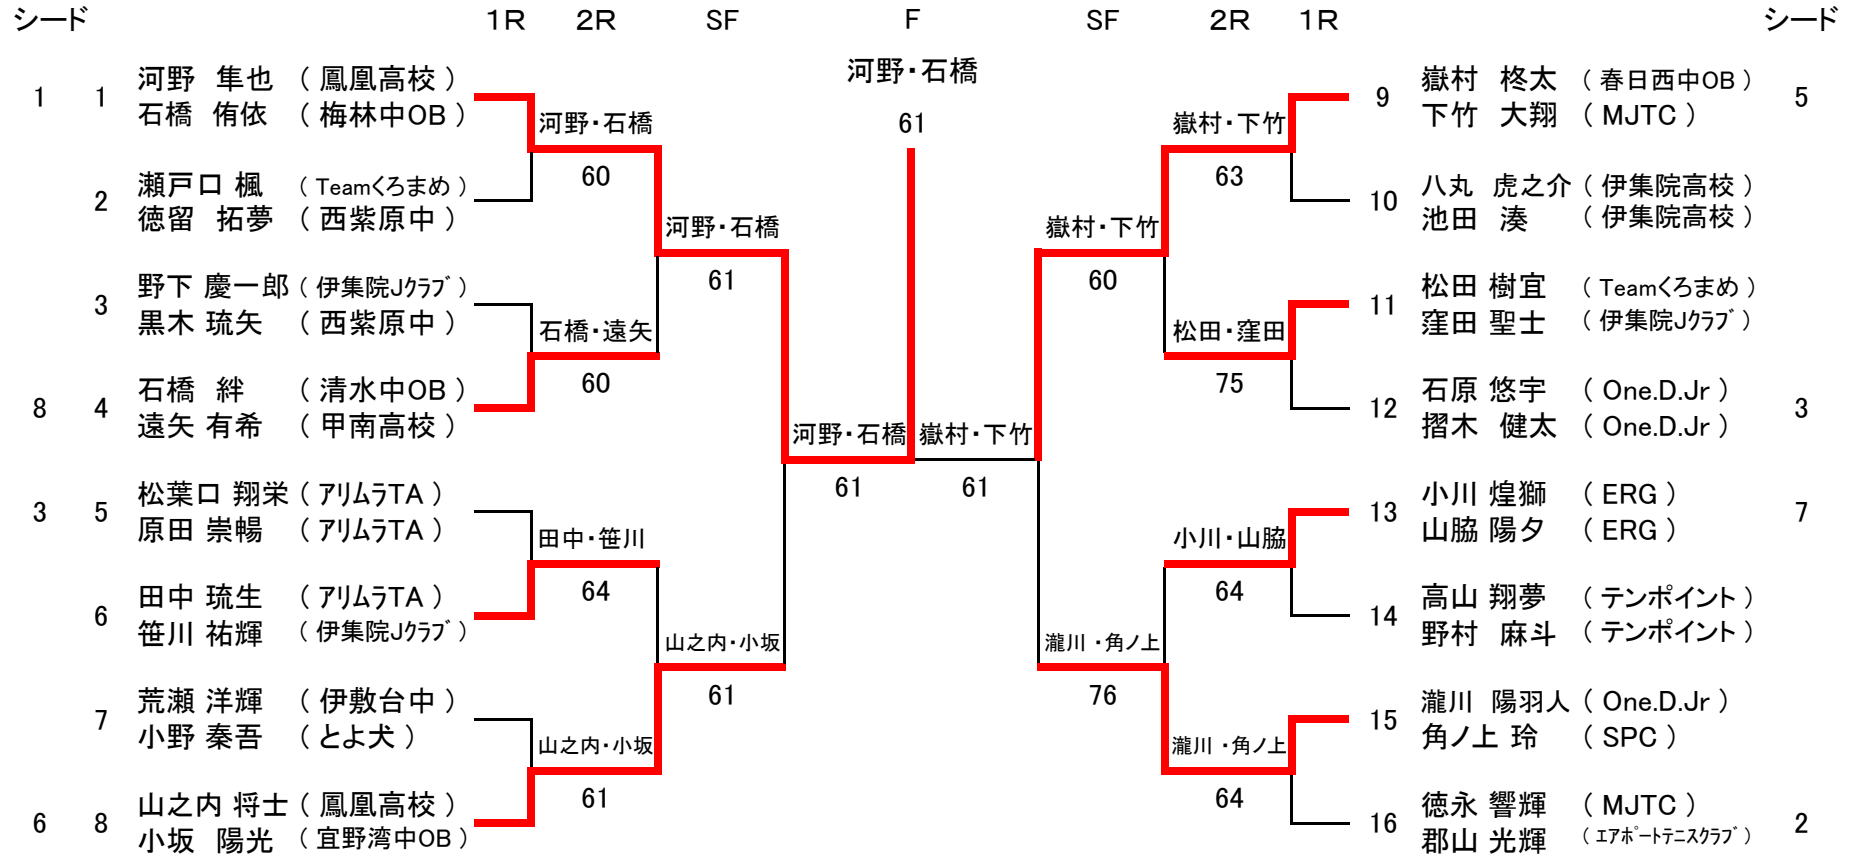 シード 1R 2R SF F SF 2R 1R シード
河野・石橋
61
1 1 河野 隼也 ( 鳳凰高校 )
石橋 侑依 ( 梅林中OB )
河野・石橋
60
2 瀬戸口 楓 ( Teamくろまめ )
徳留 拓夢 ( 西紫原中 )
河野・石橋
61
3 野下 慶一郎 ( 伊集院Jクラブ )
黒木 琉矢 ( 西紫原中 )
石橋・遠矢
60
8 4 石橋 絆 ( 清水中OB )
遠矢 有希 ( 甲南高校 )
河野・石橋
61
3 5 松葉口 翔栄 ( アリムラTA )
原田 崇暢 ( アリムラTA )
田中・笹川
64
6 田中 琉生 ( アリムラTA )
笹川 祐輝 ( 伊集院Jクラブ )
山之内・小坂
61
7 荒瀬 洋輝 ( 伊敷台中 )
小野 秦吾 ( とよ犬 )
山之内・小坂
61
6 8 山之内 将士 ( 鳳凰高校 )
小坂 陽光 ( 宜野湾中OB )
9 嶽村 柊太 ( 春日西中OB ) 5
下竹 大翔 ( MJTC )
嶽村・下竹
63
10 八丸 虎之介 ( 伊集院高校 )
池田 湊 ( 伊集院高校 )
嶽村・下竹
60
11 松田 樹宜 ( Teamくろまめ )
窪田 聖士 ( 伊集院Jクラブ )
松田・窪田
75
12 石原 悠宇 ( One.D.Jr ) 3
摺木 健太 ( One.D.Jr )
嶽村・下竹
61
13 小川 煌獅 ( ERG ) 7
山脇 陽夕 ( ERG )
小川・山脇
64
14 高山 翔夢 ( テンポイント )
野村 麻斗 ( テンポイント )
瀧川 ・角ノ上
76
15 瀧川 陽羽人 ( One.D.Jr )
角ノ上 玲 ( SPC )
瀧川 ・角ノ上
64
16 徳永 響輝 ( MJTC ) 2
郡山 光輝 ( エアポートテニスクラブ )